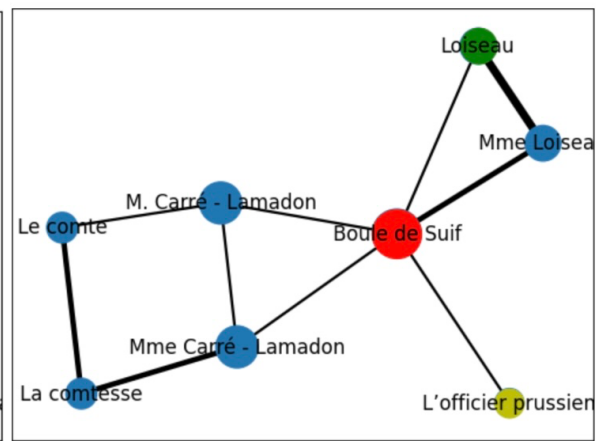 Loiseau
Mme Loisea
M. Carré - Lamadon
Le comte
Boule de Suif
Mme Carré - Lamadon
La comtesse
L’officier prussien